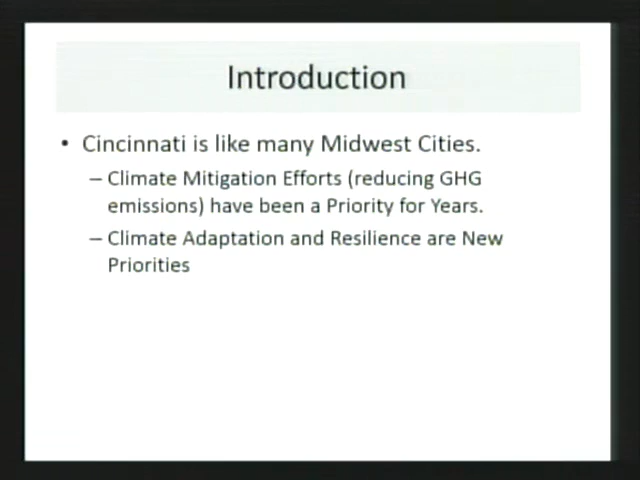 Introduction
• Cincinnati is like many Midwest Cities.
– Climate Mitigation Efforts (reducing GHG
emissions) have been a Priority for Years.
– Climate Adaptation and Resilience are New
Priorities